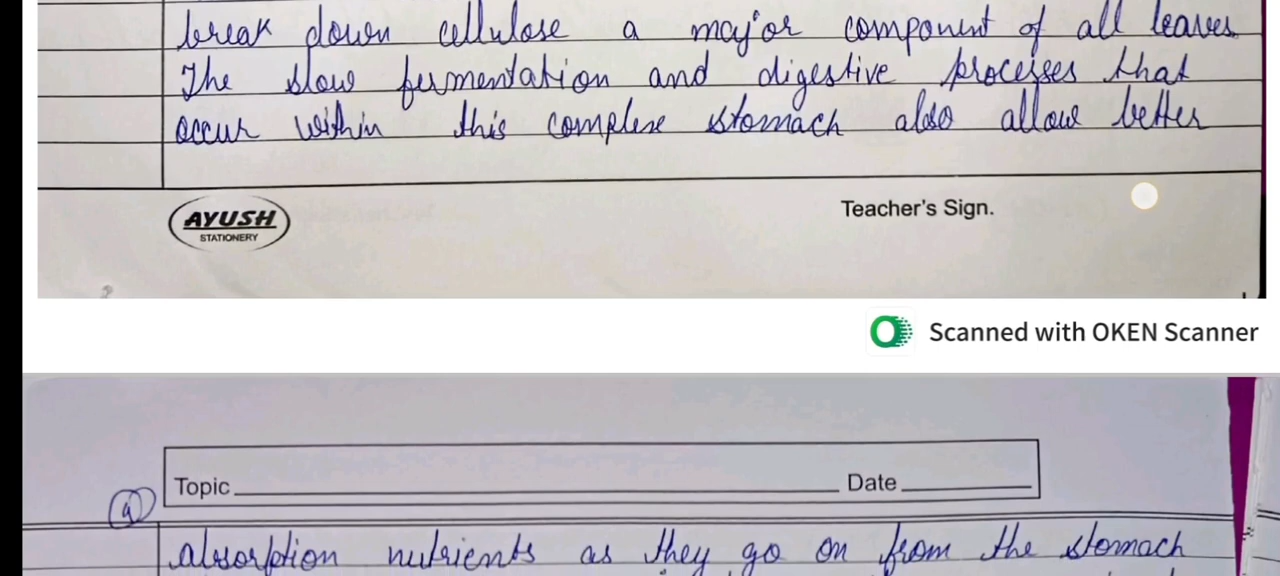 break down cellulose a major component of all leaves.
The slow fermentation and digestive processes that
occur within this complex stomach also allow better
AYUSH
STATIONERY
Teacher's Sign.
Scanned with OKEN Scanner
Topic
Date
absorption nutrients as they go on from the stomach